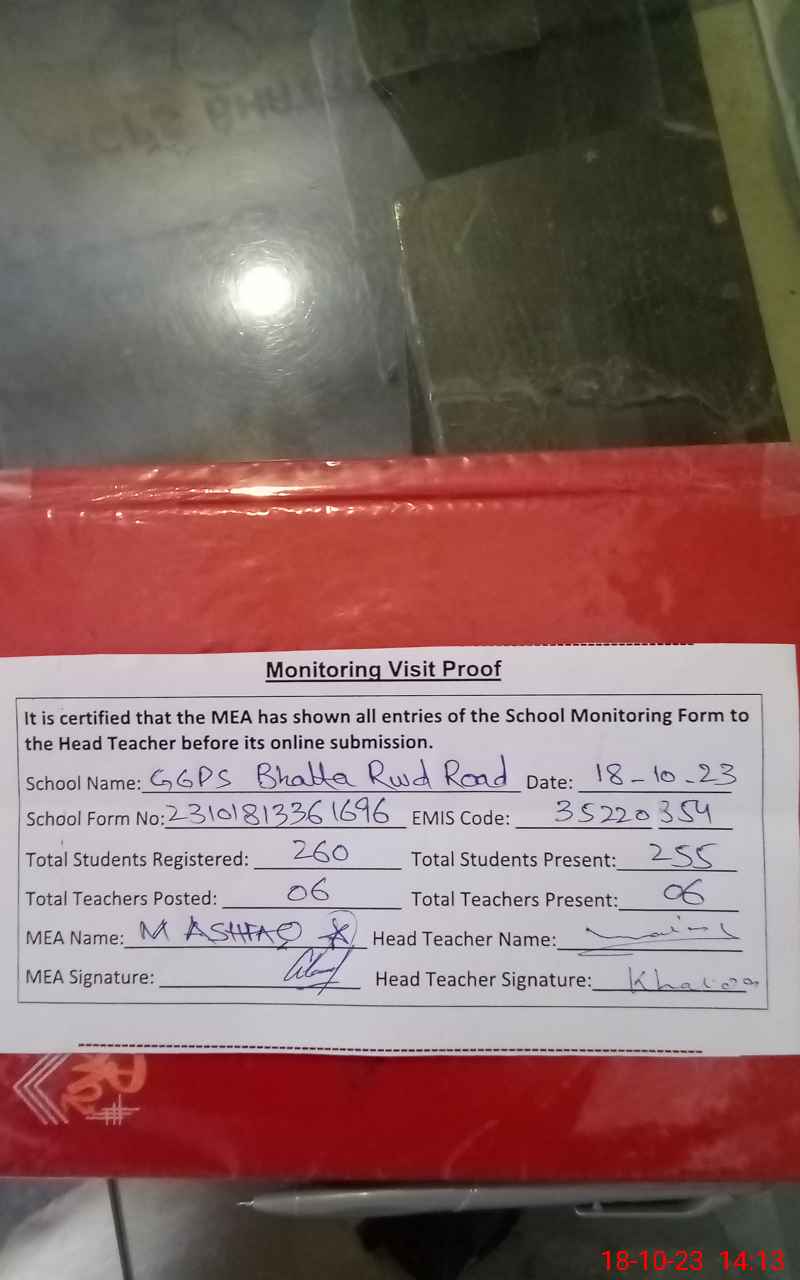 Monitoring Visit Proof
It is certified that the MEA has shown all entries of the School Monitoring Form to
the Head Teacher before its online submission.
School Name: GGPS Bhatta Rwd Road Date: 18-10-23
School Form No: 23101813361696 EMIS Code: 35220354
Total Students Registered: 260 Total Students Present: 255
Total Teachers Posted: 06 Total Teachers Present: 06
MEA Name: M ASHFAQ Head Teacher Name:
MEA Signature: Head Teacher Signature:
18-10-23 14:13